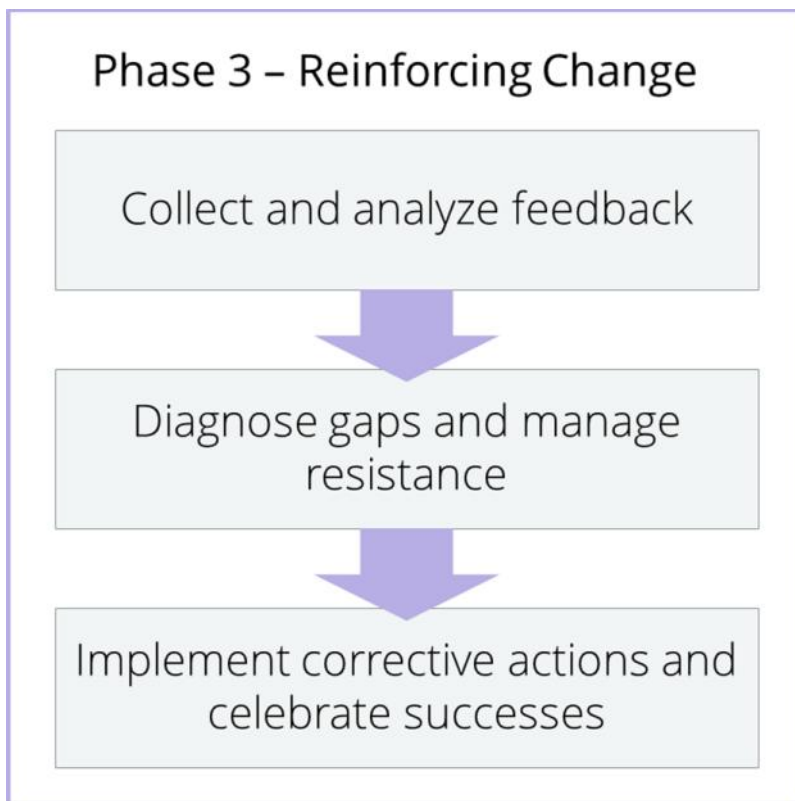 Phase 3 – Reinforcing Change
Collect and analyze feedback
Diagnose gaps and manage
resistance
Implement corrective actions and
celebrate successes